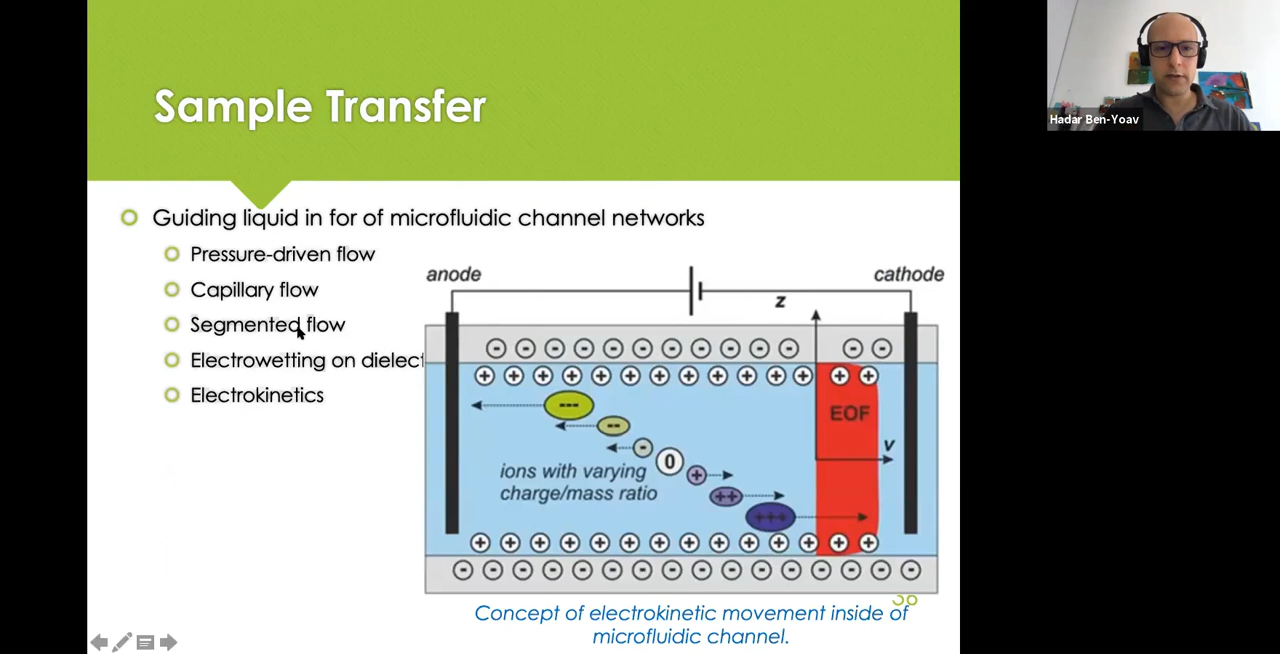 Sample Transfer
Hadar Ben-Yoav
Guiding liquid in for of microfluidic channel networks
Pressure-driven flow
Capillary flow
Segmented flow
Electrowetting on dielect
Electrokinetics
anode
cathode
z
EOF
v
---
--
-
0
+
++
+++
ions with varying
charge/mass ratio
Concept of electrokinetic movement inside of
microfluidic channel.